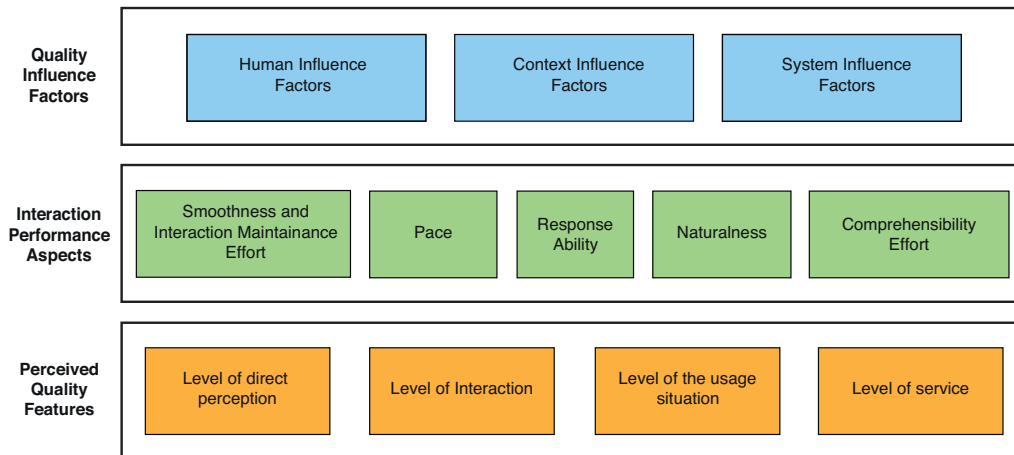 Quality
Influence
Factors
Human Influence
Factors
Context Influence
Factors
System Influence
Factors
Interaction
Performance
Aspects
Smoothness and
Interaction Maintainance
Effort
Pace
Response
Ability
Naturalness
Comprehensibility
Effort
Perceived
Quality
Features
Level of direct
perception
Level of Interaction
Level of the usage
situation
Level of service